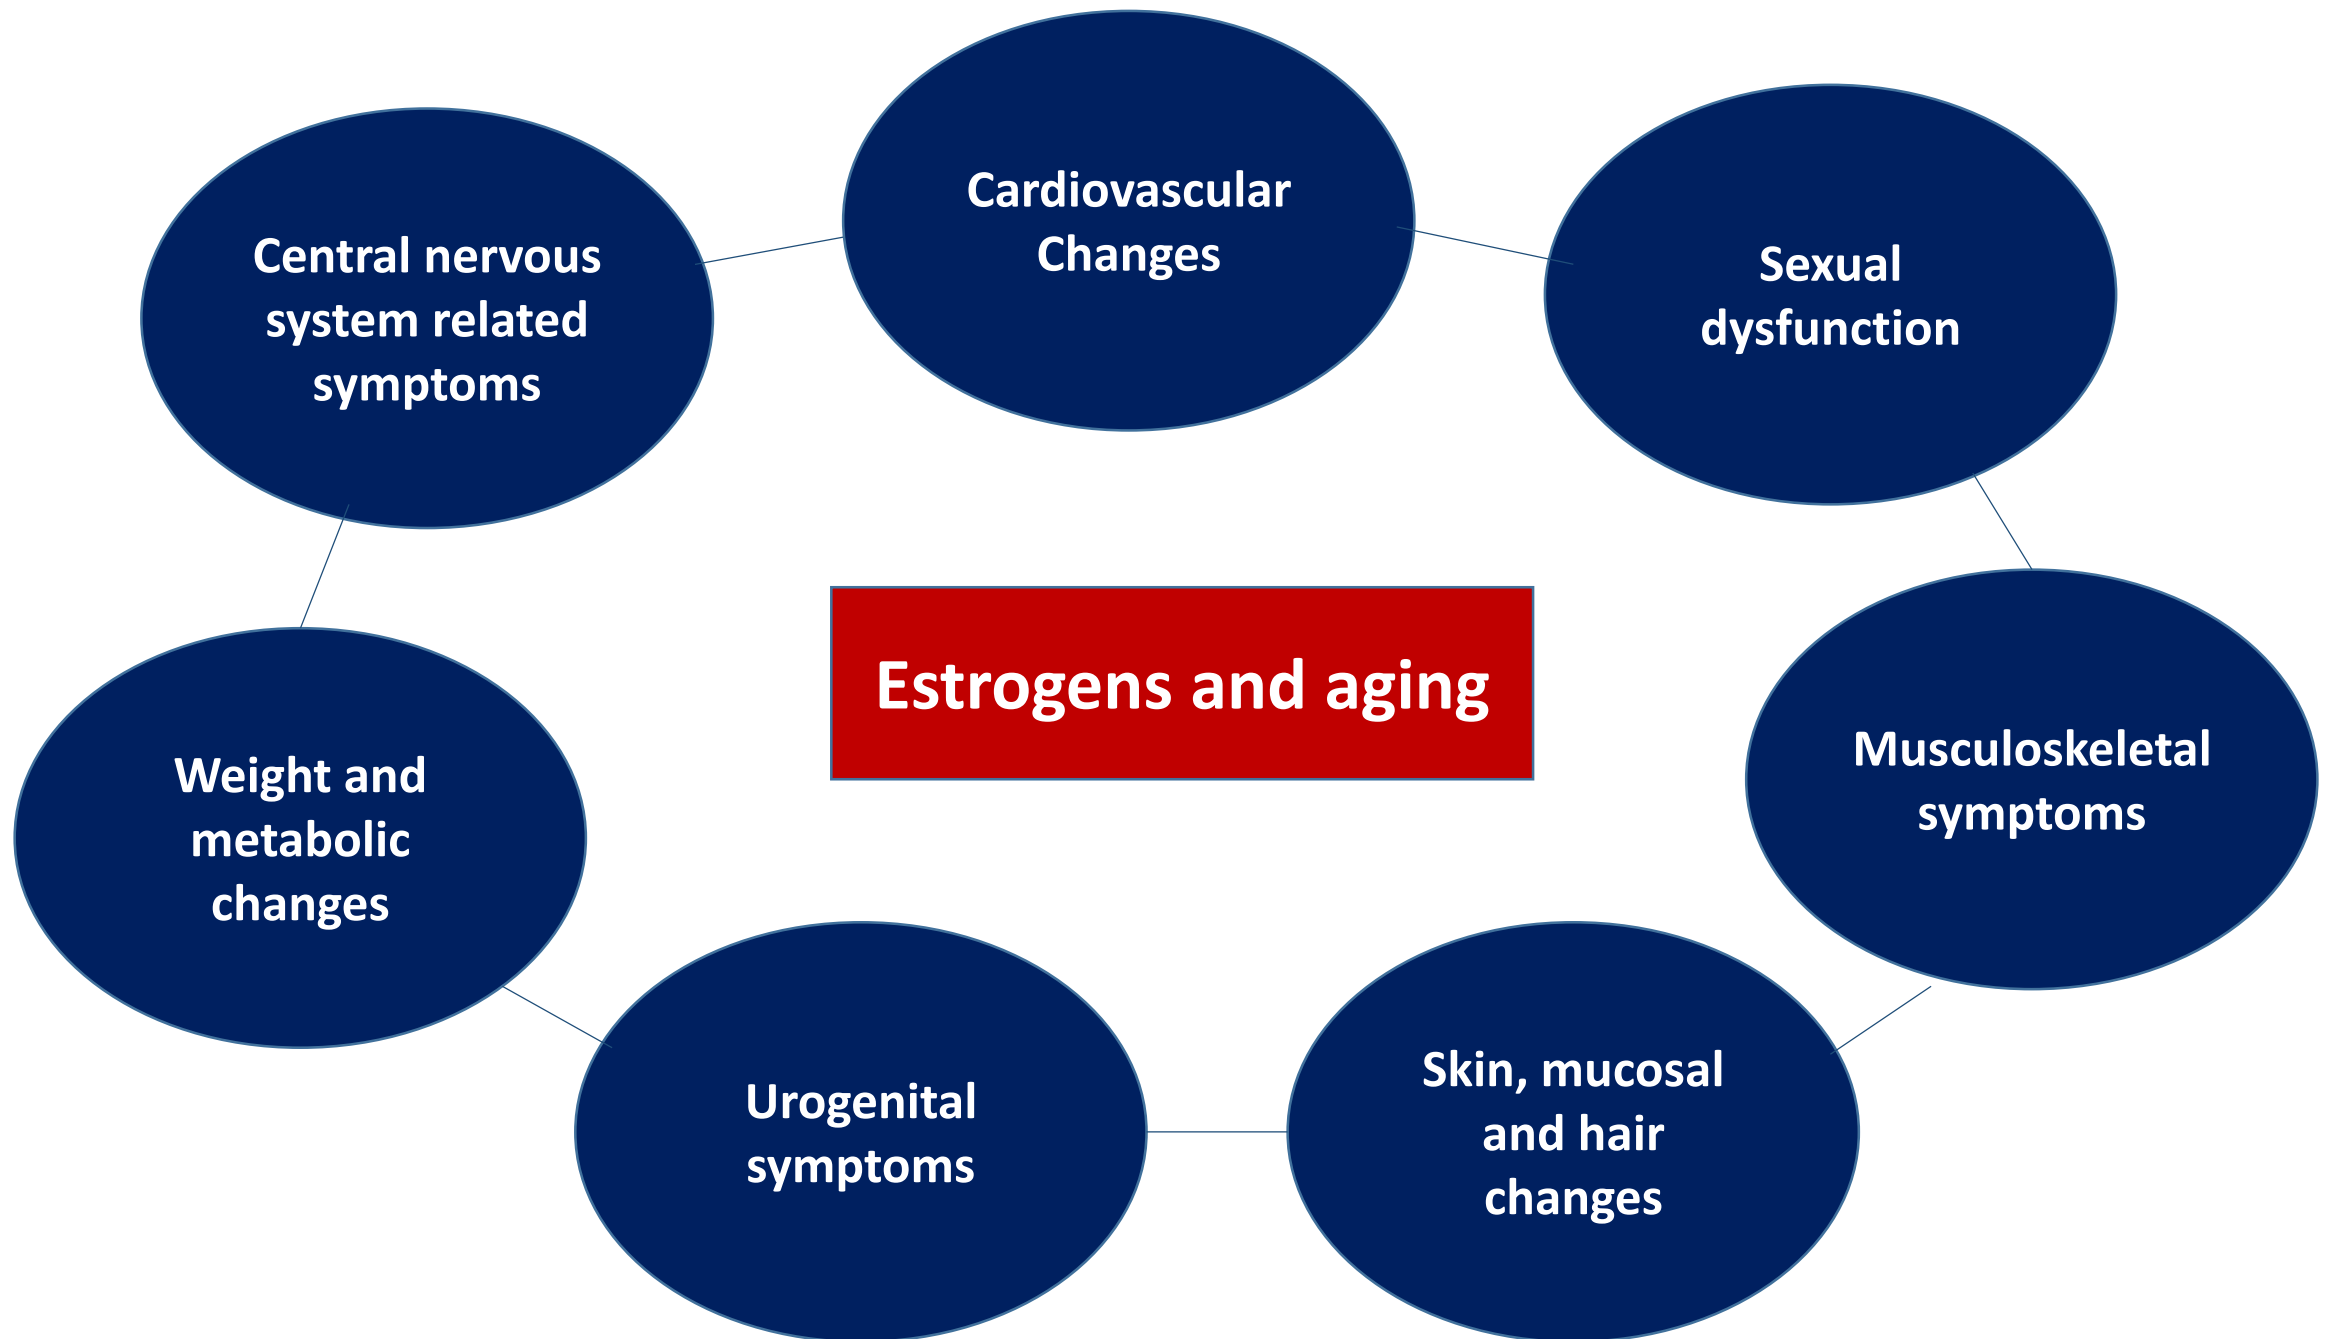 Cardiovascular
Changes
Central nervous
system related
symptoms
Sexual
dysfunction
Estrogens and aging
Musculoskeletal
symptoms
Weight and
metabolic
changes
Skin, mucosal
and hair
changes
Urogenital
symptoms